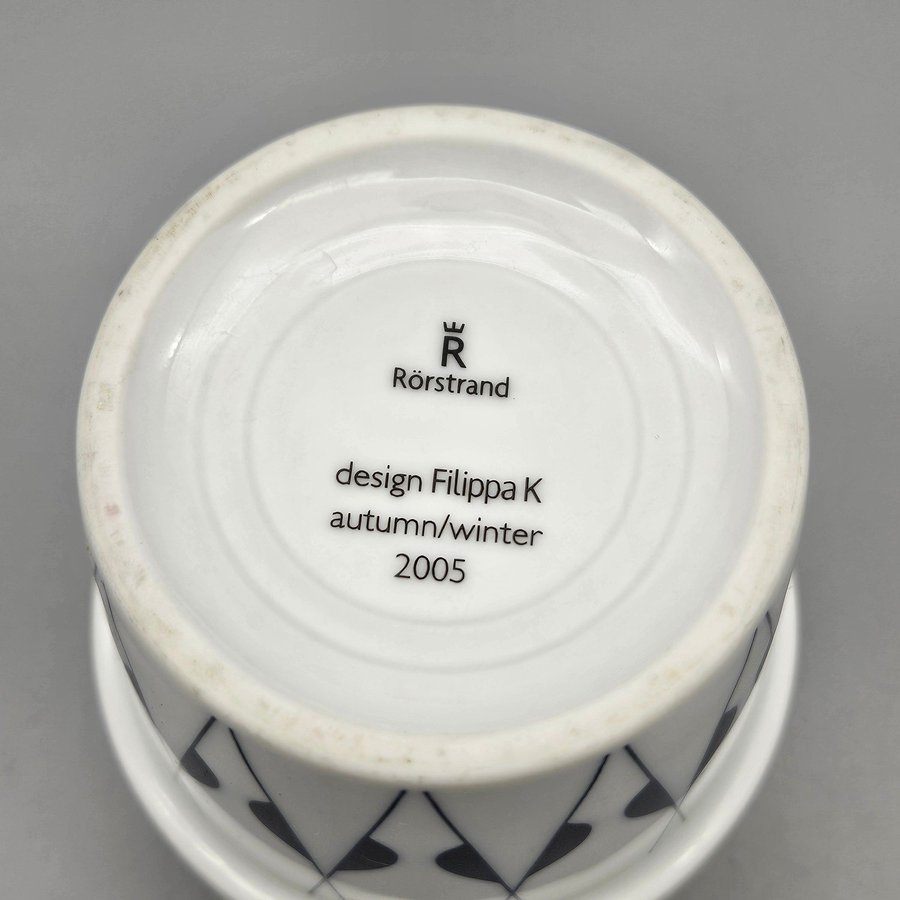 R
Rörstrand
design Filippa K
autumn/winter
2005